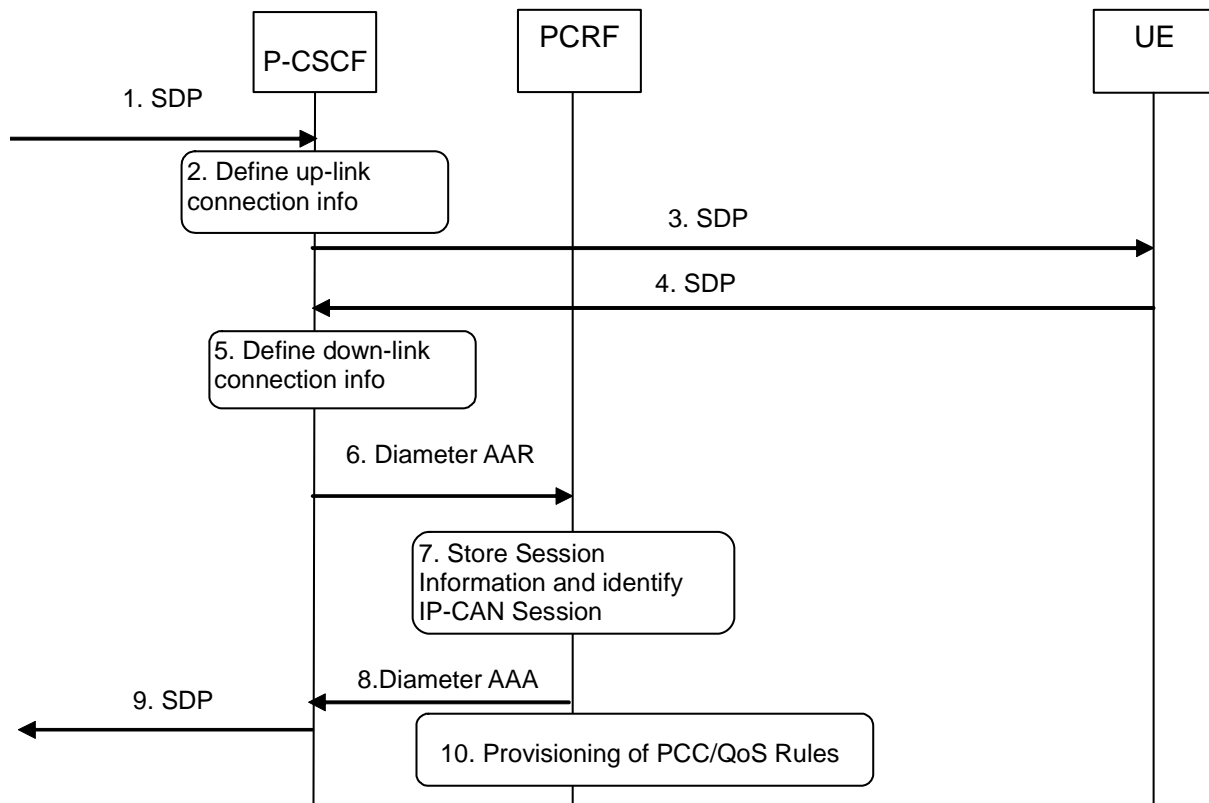 P-CSCF
PCRF
UE
1. SDP
2. Define up-link
connection info
3. SDP
4. SDP
5. Define down-link
connection info
6. Diameter AAR
7. Store Session
Information and identify
IP-CAN Session
8.Diameter AAA
9. SDP
10. Provisioning of PCC/QoS Rules